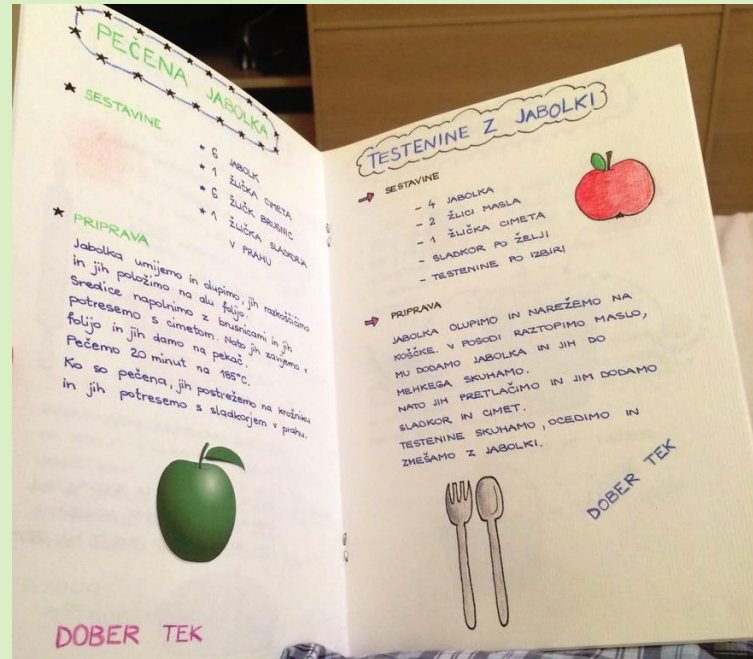 PEČENA JABOLKA
SESTAVINE
* 6 JABOLK
* 1 ŽLIČKA CIMETA
* 6 ŽLIČK BRUSNIC
* 1 ŽLIČKA SLADKORJA
V PRAHU
PRIPRAVA
Jabolka umijemo in olupimo, jih razkoščičimo
in jih položimo na alu folijo.
Sredice napolnimo z brusnicami in jih
potresemo s cimetom. Nato jih zavijemo v
folijo in jih damo na pekač.
Pečemo 20 minut na 185°C.
Ko so pečena, jih postrežemo na krožniku
in jih potresemo s sladkorjem v prahu.
DOBER TEK
TESTENINE Z JABOLKI
SESTAVINE
- 4 JABOLKA
- 2 ŽLICI MASLA
- 1 ŽLIČKA CIMETA
- SLADKOR PO ŽELJI
- TESTENINE PO IZBIRI
PRIPRAVA
JABOLKA OLUPIMO IN NAREŽEMO NA
KOŠČKE. V POSODI RAZTOPIMO MASLO,
MU DODAMO JABOLKA IN JIH DO
MEHKEGA SKUHAMO.
NATO JIH PRETLAČIMO IN JIM DODAMO
SLADKOR IN CIMET.
TESTENINE SKUHAMO, OCEDIMO IN
ZMEŠAMO Z JABOLKI.
DOBER TEK